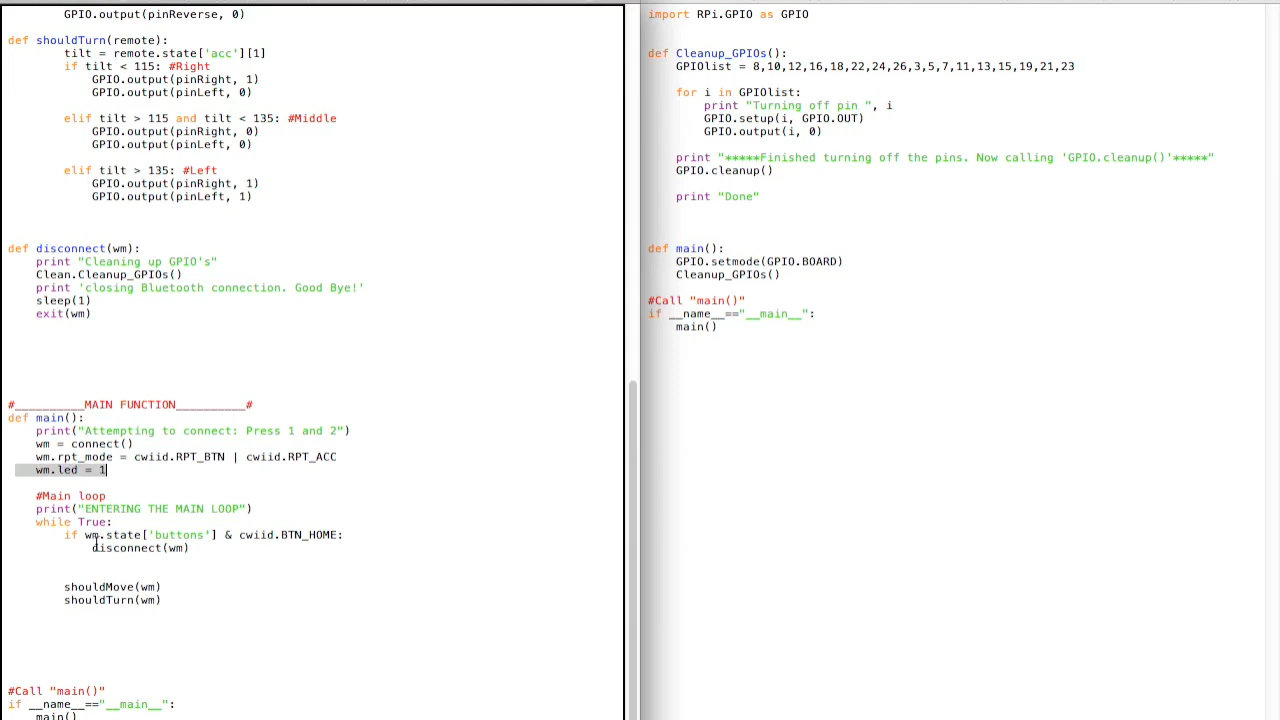 GPIO.output(pinReverse, 0)
def shouldTurn(remote):
tilt = remote.state['acc'][1]
if tilt < 115: #Right
GPIO.output(pinRight, 1)
GPIO.output(pinLeft, 0)
elif tilt > 115 and tilt < 135: #Middle
GPIO.output(pinRight, 0)
GPIO.output(pinLeft, 0)
elif tilt > 135: #Left
GPIO.output(pinRight, 1)
GPIO.output(pinLeft, 1)
def disconnect(wm):
print "Cleaning up GPIO's"
Clean.Cleanup_GPIOs()
print 'closing Bluetooth connection. Good Bye!'
sleep(1)
exit(wm)
#__________MAIN FUNCTION__________#
def main():
print("Attempting to connect: Press 1 and 2")
wm = connect()
wm.rpt_mode = cwiid.RPT_BTN | cwiid.RPT_ACC
wm.led = 1
#Main loop
print("ENTERING THE MAIN LOOP")
while True:
if wm.state['buttons'] & cwiid.BTN_HOME:
disconnect(wm)
shouldMove(wm)
shouldTurn(wm)
#Call "main()"
if __name__=="__main__":
main()
import RPi.GPIO as GPIO
def Cleanup_GPIOs():
GPIOlist = 8,10,12,16,18,22,24,26,3,5,7,11,13,15,19,21,23
for i in GPIOlist:
print "Turning off pin ", i
GPIO.setup(i, GPIO.OUT)
GPIO.output(i, 0)
print "*****Finished turning off the pins. Now calling 'GPIO.cleanup()'*****"
GPIO.cleanup()
print "Done"
def main():
GPIO.setmode(GPIO.BOARD)
Cleanup_GPIOs()
#Call "main()"
if __name__=="__main__":
main()